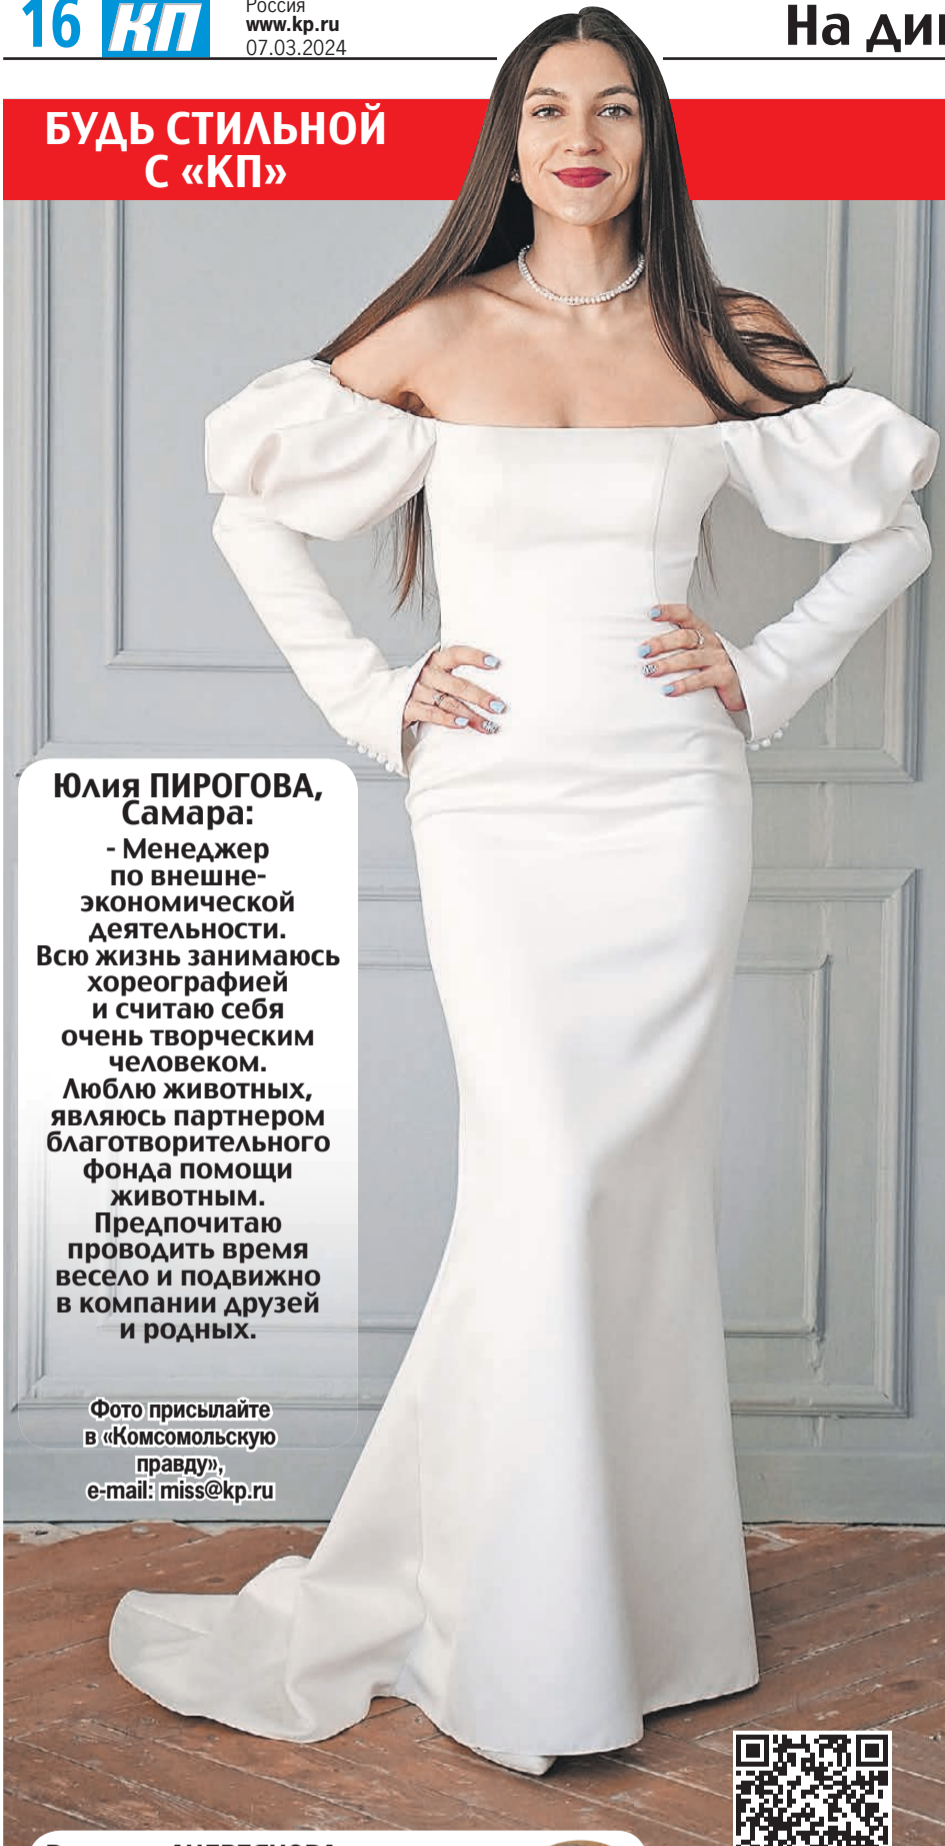 16 КП
Россия
www.kp.ru
07.03.2024
На
БУДЬ СТИЛЬНОЙ
С «КП»
Юлия ПИРОГОВА,
Самара:
- Менеджер
по внешне-
экономической
деятельности.
Всю жизнь занимаюсь
хореографией
и считаю себя
очень творческим
человеком.
Люблю животных,
являюсь партнером
благотворительного
фонда помощи
животным.
Предпочитаю
проводить время
весело и подвижно
в компании друзей
и родных.
Фото присылайте
в «Комсомольскую
правду»,
e-mail: miss@kp.ru